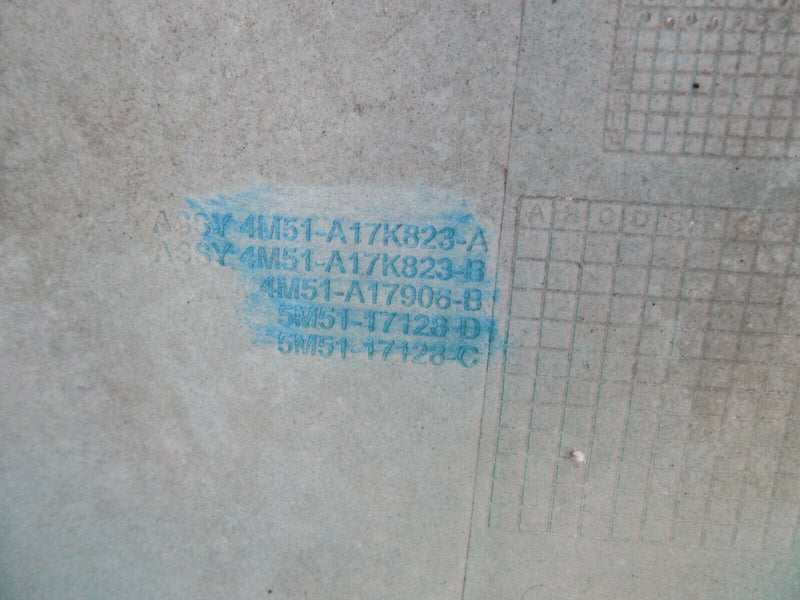 ASSY 4M51-A17K823-A
ASSY 4M51-A17K823-B
4M51-A17906-B
5M51-17128-D
5M51-17128-C
A B C D